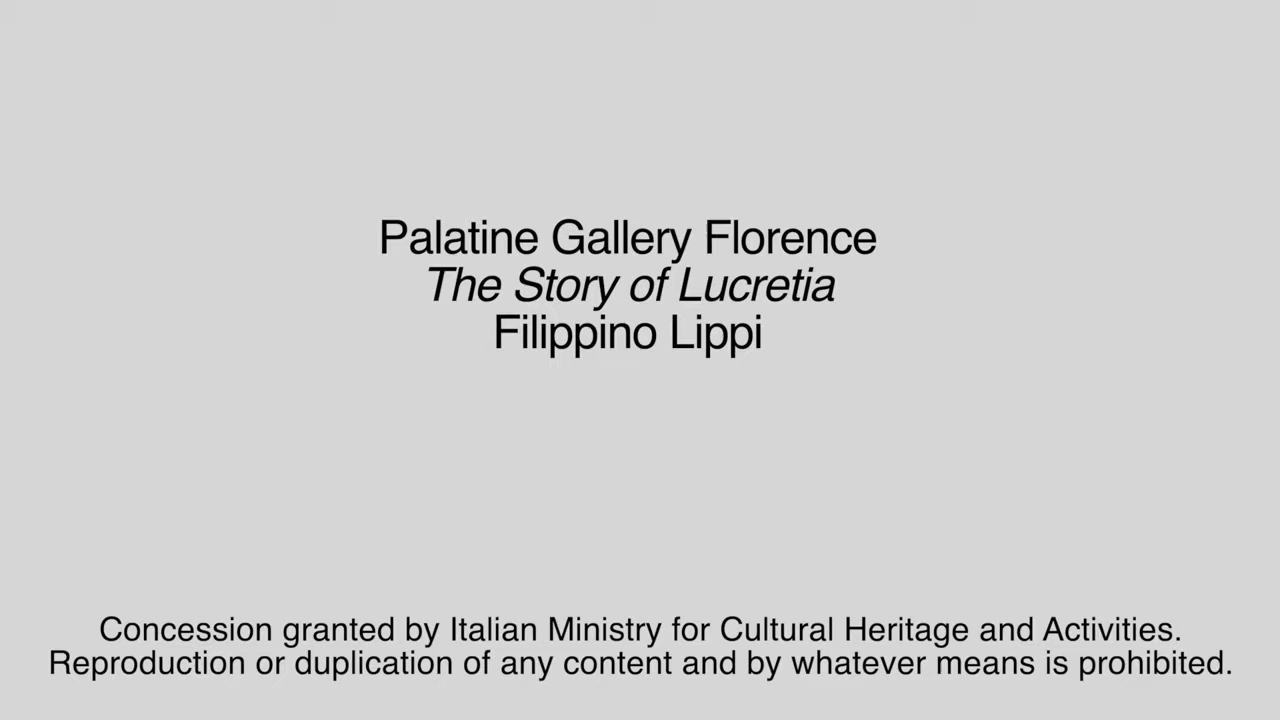 Palatine Gallery Florence
The Story of Lucretia
Filippino Lippi
Concession granted by Italian Ministry for Cultural Heritage and Activities.
Reproduction or duplication of any content and by whatever means is prohibited.